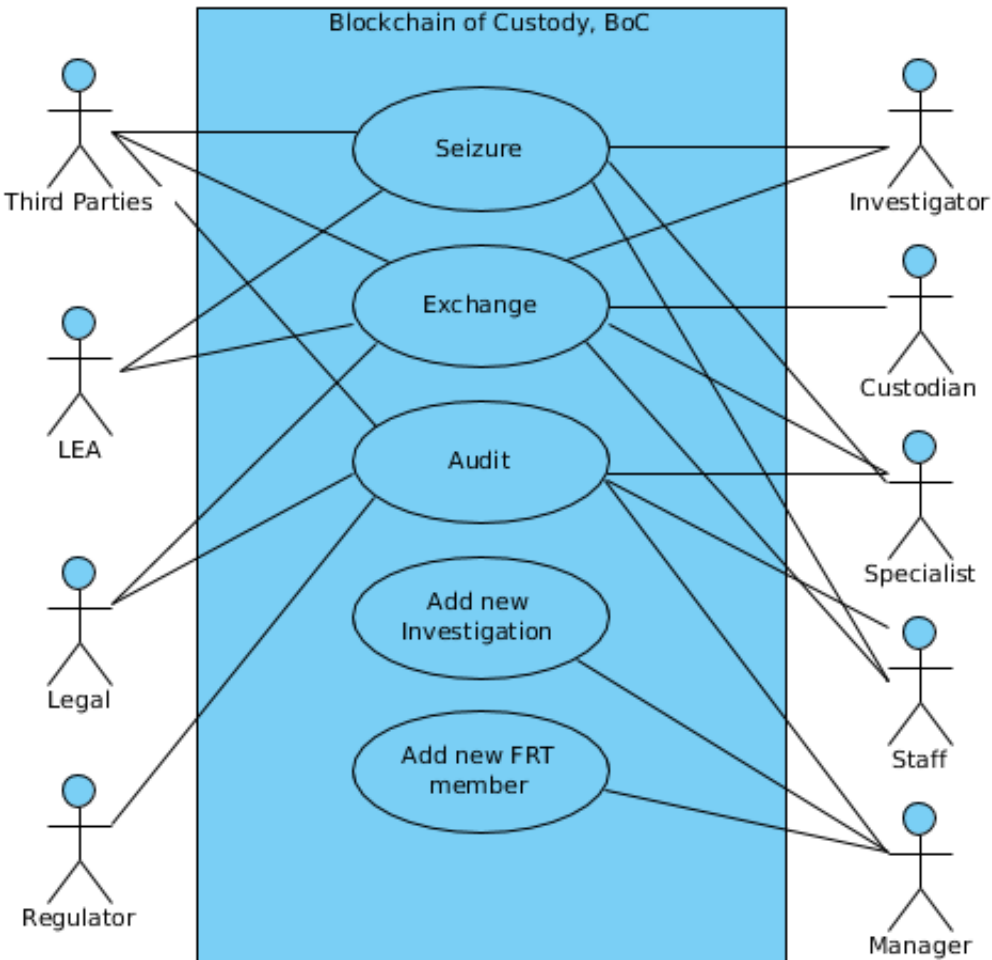 Blockchain of Custody, BoC
Third Parties
LEA
Legal
Regulator
Seizure
Exchange
Audit
Add new
Investigation
Add new FRT
member
Investigator
Custodian
Specialist
Staff
Manager